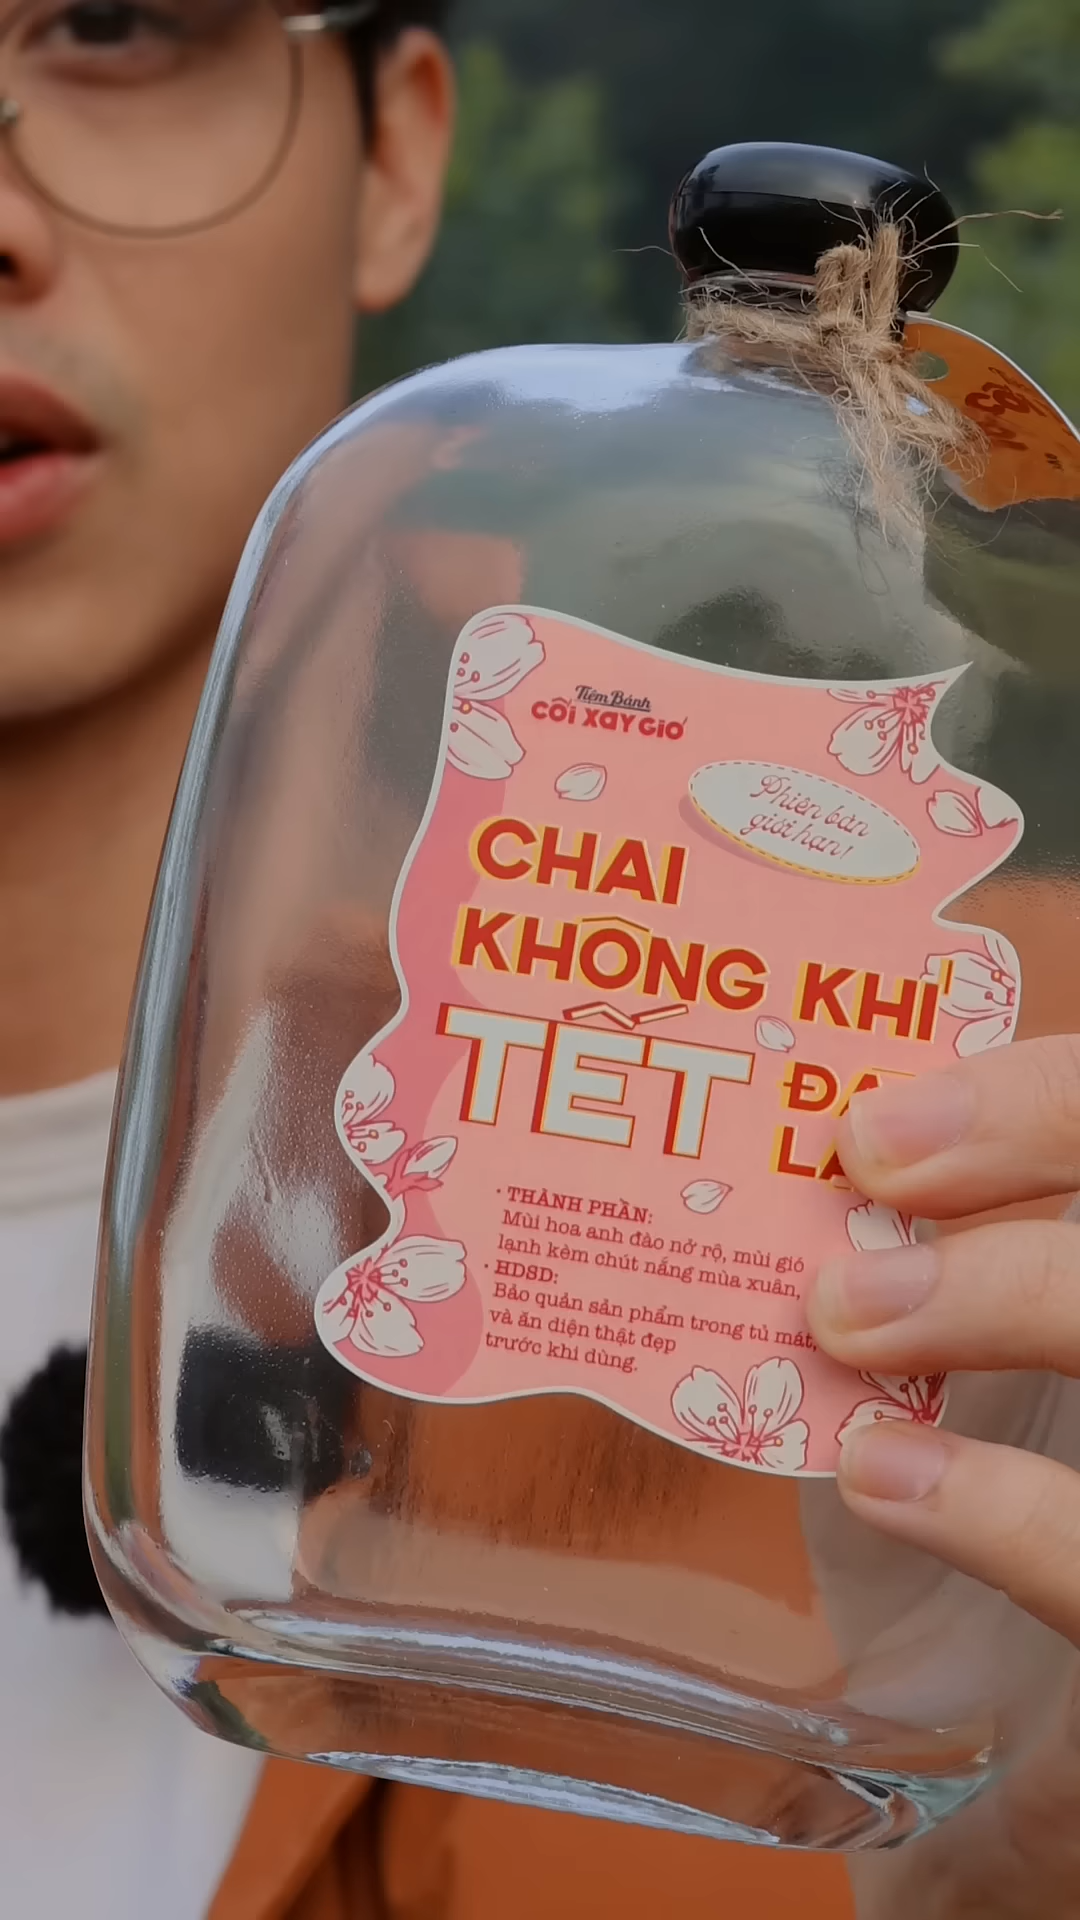 Tiệm Bánh
CỐI XAY GIÓ
Phiên bản
giới hạn!
CHAI
KHÔNG KHÍ
TẾT
• THÀNH PHẦN:
Mùi hoa anh đào nở rộ, mùi gió
lạnh kèm chút nắng mùa xuân,
• HDSD:
Bảo quản sản phẩm trong tủ mát,
và ăn diện thật đẹp
trước khi dùng.